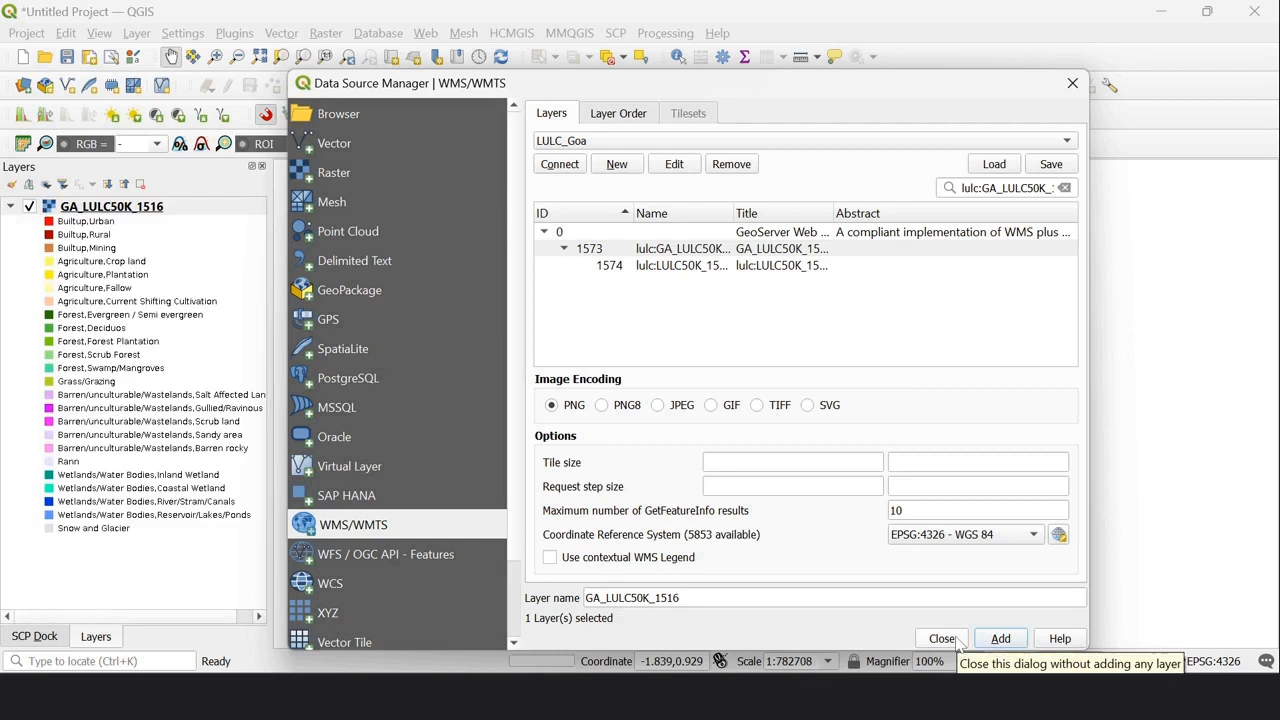 *Untitled Project — QGIS
Project Edit View Layer Settings Plugins Vector Raster Database Web Mesh HCMGIS MMQGIS SCP Processing Help
RGB = - ROI
Data Source Manager | WMS/WMTS
Layers
GA_LULC50K_1516
Builtup,Urban
Builtup,Rural
Builtup,Mining
Agriculture,Crop land
Agriculture,Plantation
Agriculture,Fallow
Agriculture,Current Shifting Cultivation
Forest,Evergreen / Semi evergreen
Forest,Deciduos
Forest,Forest Plantation
Forest,Scrub Forest
Forest,Swamp/Mangroves
Grass/Grazing
Barren/unculturable/Wastelands,Salt Affected Lan
Barren/unculturable/Wastelands,Gullied/Ravinous
Barren/unculturable/Wastelands,Scrub land
Barren/unculturable/Wastelands,Sandy area
Barren/unculturable/Wastelands,Barren rocky
Rann
Wetlands/Water Bodies,Inland Wetland
Wetlands/Water Bodies,Coastal Wetland
Wetlands/Water Bodies,River/Stram/Canals
Wetlands/Water Bodies,Reservoir/Lakes/Ponds
Snow and Glacier
SCP Dock Layers
Browser
Vector
Raster
Mesh
Point Cloud
Delimited Text
GeoPackage
GPS
SpatiaLite
PostgreSQL
MSSQL
Oracle
Virtual Layer
SAP HANA
WMS/WMTS
WFS / OGC API - Features
WCS
XYZ
Vector Tile
Layers Layer Order Tilesets
LULC_Goa
Connect New Edit Remove Load Save
lulc:GA_LULC50K_:
ID Name Title Abstract
0 GeoServer Web ... A compliant implementation of WMS plus ...
1573 lulc:GA_LULC50K... GA_LULC50K_15...
1574 lulc:LULC50K_15... lulc:LULC50K_15...
Image Encoding
PNG PNG8 JPEG GIF TIFF SVG
Options
Tile size
Request step size
Maximum number of GetFeatureInfo results 10
Coordinate Reference System (5853 available) EPSG:4326 - WGS 84
Use contextual WMS Legend
Layer name GA_LULC50K_1516
1 Layer(s) selected
Close Add Help
Close this dialog without adding any layer
Type to locate (Ctrl+K) Ready Coordinate -1.839,0.929 Scale 1:782708 Magnifier 100% EPSG:4326